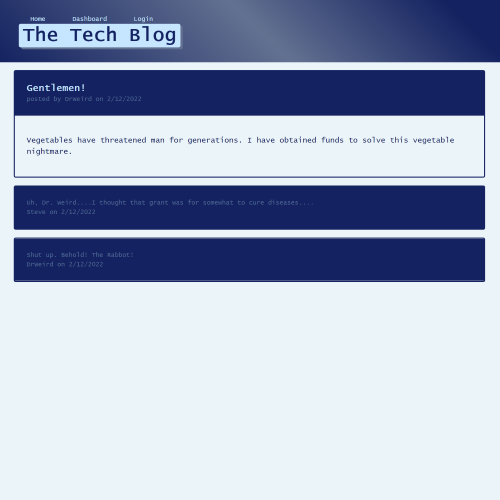 Home Dashboard Login
The Tech Blog
Gentlemen!
posted by Drweird on 2/12/2022
Vegetables have threatened man for generations. I have obtained funds to solve this vegetable
nightmare.
Uh, Dr. Weird....I thought that grant was for somewhat to cure diseases....
Steve on 2/12/2022
Shut up. Behold! The Rabbot!
Drweird on 2/12/2022